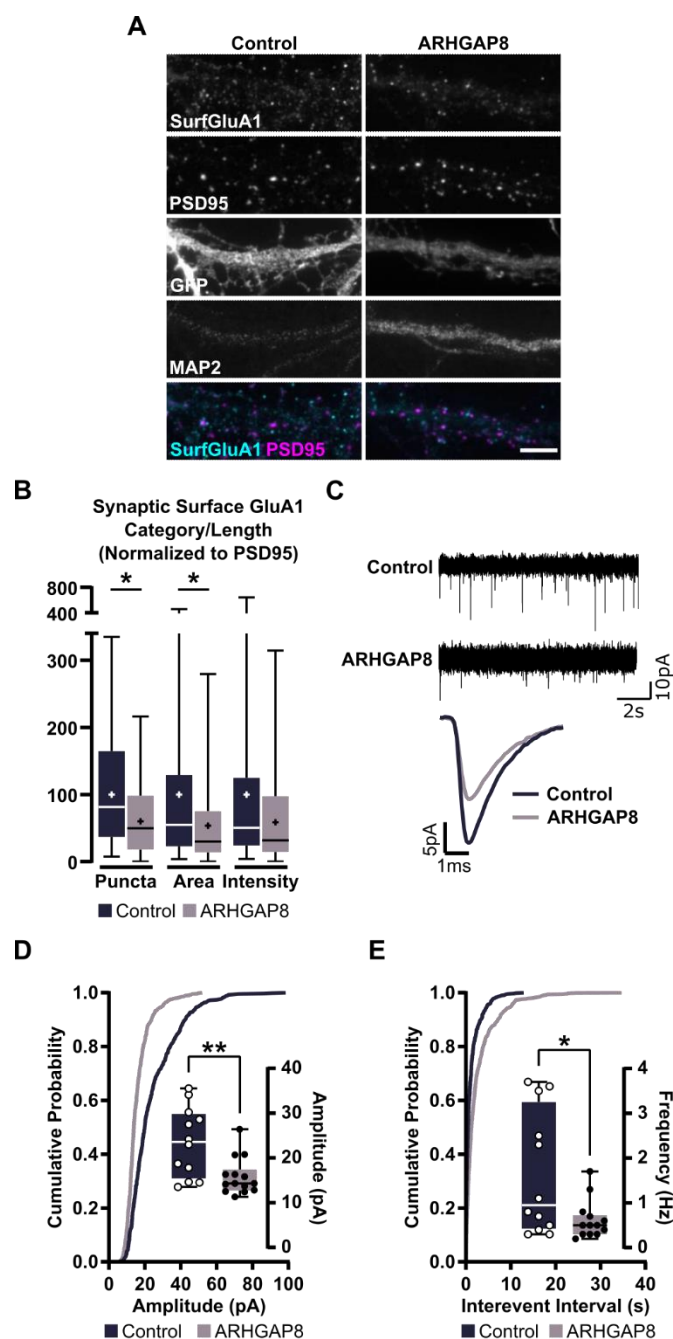 A
Control ARHGAP8
SurfGluA1
PSD95
GFP
MAP2
SurfGluA1 PSD95
B
Synaptic Surface GluA1
Category/Length
(Normalized to PSD95)
800
400
300
200
100
0
* *
Puncta Area Intensity
Control ARHGAP8
C
Control
ARHGAP8
10pA
2s
Control
ARHGAP8
5pA
1ms
D
Cumulative Probability
1.0
0.8
0.6
0.4
0.2
0.0
0 20 40 60 80 100
Amplitude (pA)
**
40
30
20
10
0
Amplitude (pA)
Control ARHGAP8
E
Cumulative Probability
1.0
0.8
0.6
0.4
0.2
0.0
0 10 20 30 40
Interevent Interval (s)
*
4
3
2
1
0
Frequency (Hz)
Control ARHGAP8